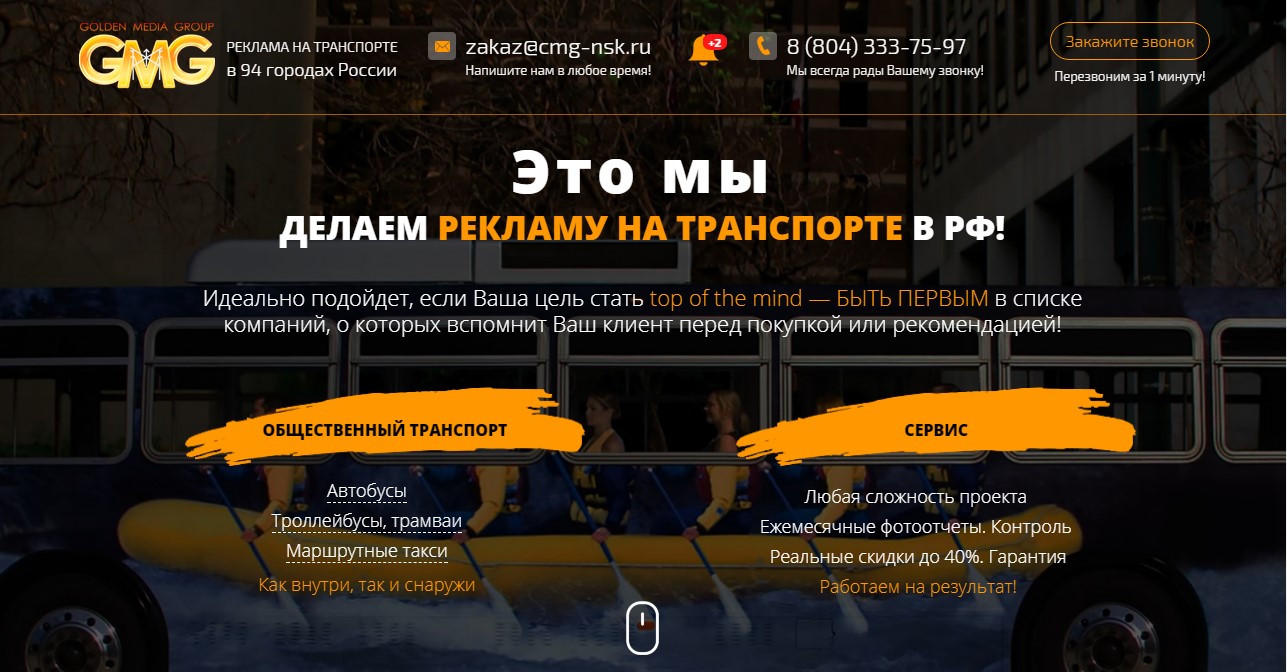 GOLDEN MEDIA GROUP
GMG
РЕКЛАМА НА ТРАНСПОРТЕ
в 94 городах России
zakaz@cmg-nsk.ru
Напишите нам в любое время!
+2
8 (804) 333-75-97
Мы всегда рады Вашему звонку!
Закажите звонок
Перезвоним за 1 минуту!
Это мы
ДЕЛАЕМ РЕКЛАМУ НА ТРАНСПОРТЕ В РФ!
Идеально подойдет, если Ваша цель стать top of the mind — БЫТЬ ПЕРВЫМ в списке
компаний, о которых вспомнит Ваш клиент перед покупкой или рекомендацией!
ОБЩЕСТВЕННЫЙ ТРАНСПОРТ
Автобусы
Троллейбусы, трамваи
Маршрутные такси
Как внутри, так и снаружи
СЕРВИС
Любая сложность проекта
Ежемесячные фотоотчеты. Контроль
Реальные скидки до 40%. Гарантия
Работаем на результат!